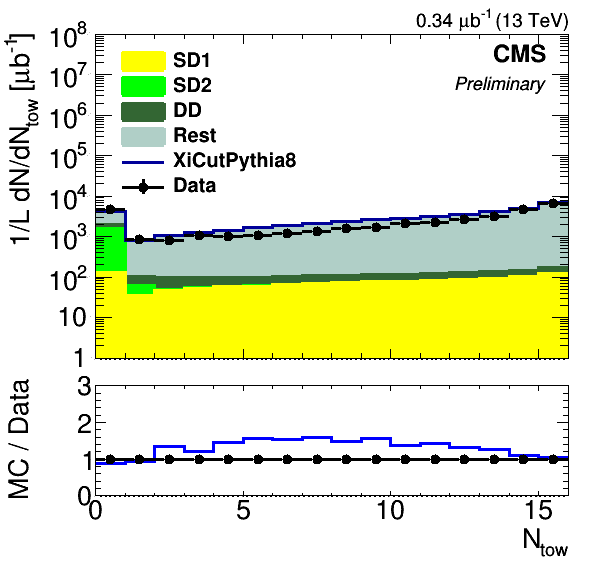 0.34 μb⁻¹ (13 TeV)
CMS
Preliminary
1/L dN/dN_tow [μb⁻¹]
10⁸
10⁷
10⁶
10⁵
10⁴
10³
10²
10
1
SD1
SD2
DD
Rest
XiCutPythia8
Data
MC / Data
3
2
1
0
0 5 10 15
N_tow